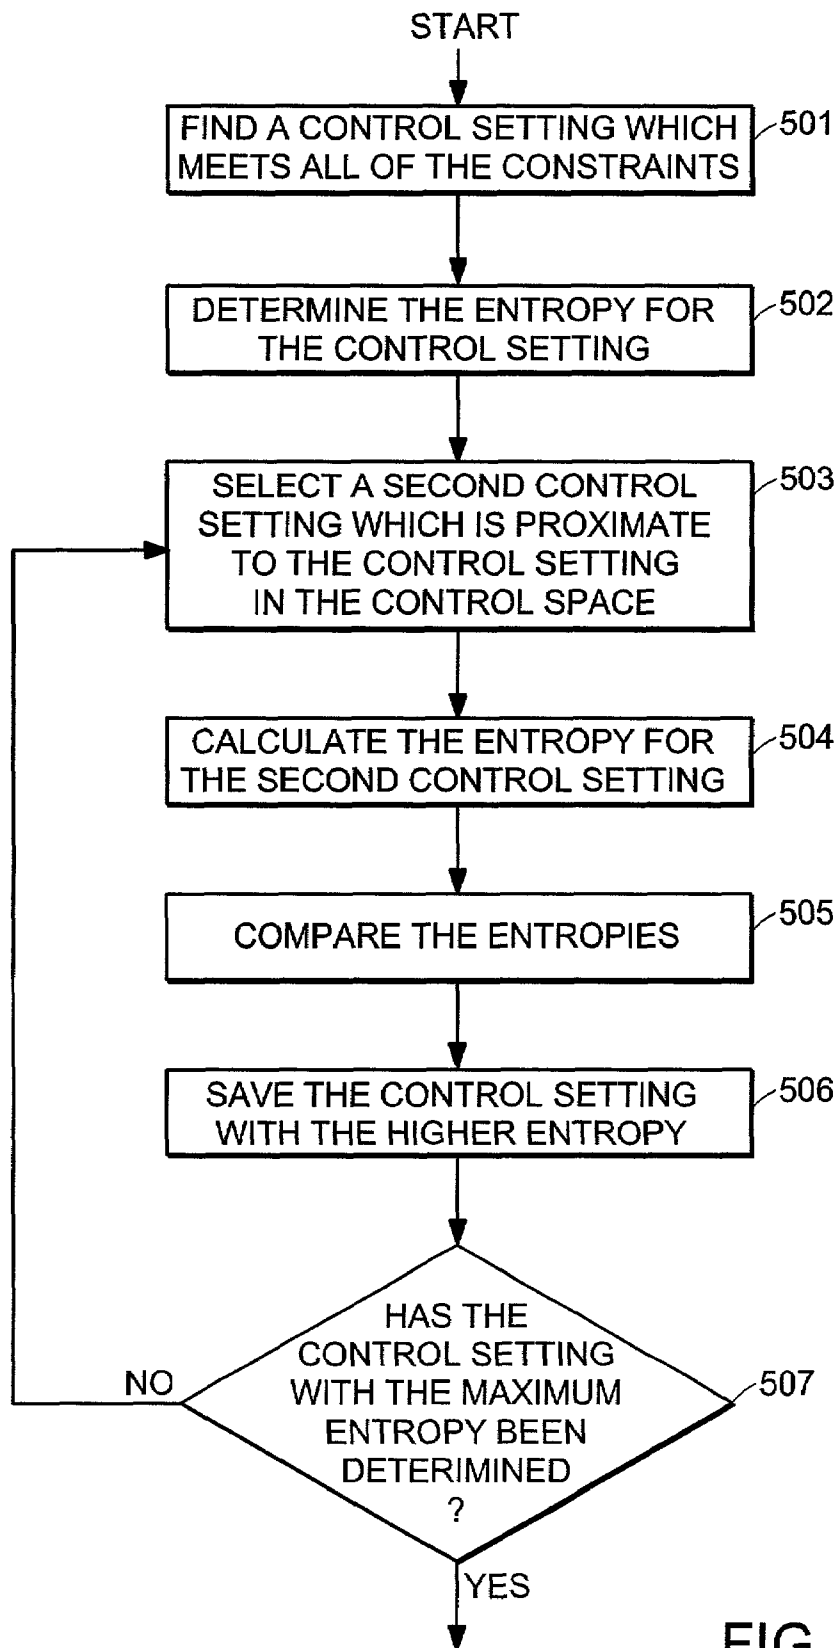 START
FIND A CONTROL SETTING WHICH
MEETS ALL OF THE CONSTRAINTS
501
DETERMINE THE ENTROPY FOR
THE CONTROL SETTING
502
SELECT A SECOND CONTROL
SETTING WHICH IS PROXIMATE
TO THE CONTROL SETTING
IN THE CONTROL SPACE
503
CALCULATE THE ENTROPY FOR
THE SECOND CONTROL SETTING
504
COMPARE THE ENTROPIES
505
SAVE THE CONTROL SETTING
WITH THE HIGHER ENTROPY
506
HAS THE
CONTROL SETTING
WITH THE MAXIMUM
ENTROPY BEEN
DETERIMINED
?
507
NO
YES
FIG